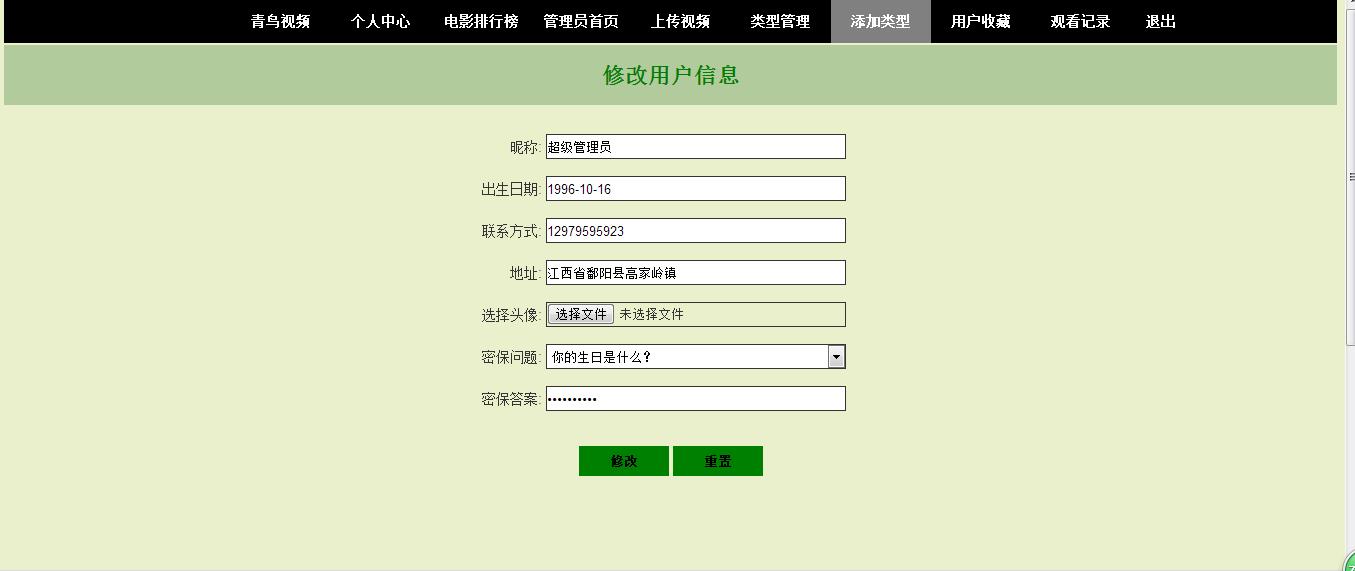 青鸟视频 个人中心 电影排行榜 管理员首页 上传视频 类型管理 添加类型 用户收藏 观看记录 退出
修改用户信息
昵称: 超级管理员
出生日期: 1996-10-16
联系方式: 12979595923
地址: 江西省鄱阳县高家岭镇
选择头像: 选择文件 未选择文件
密保问题: 你的生日是什么?
密保答案: ••••••••••
修改 重置